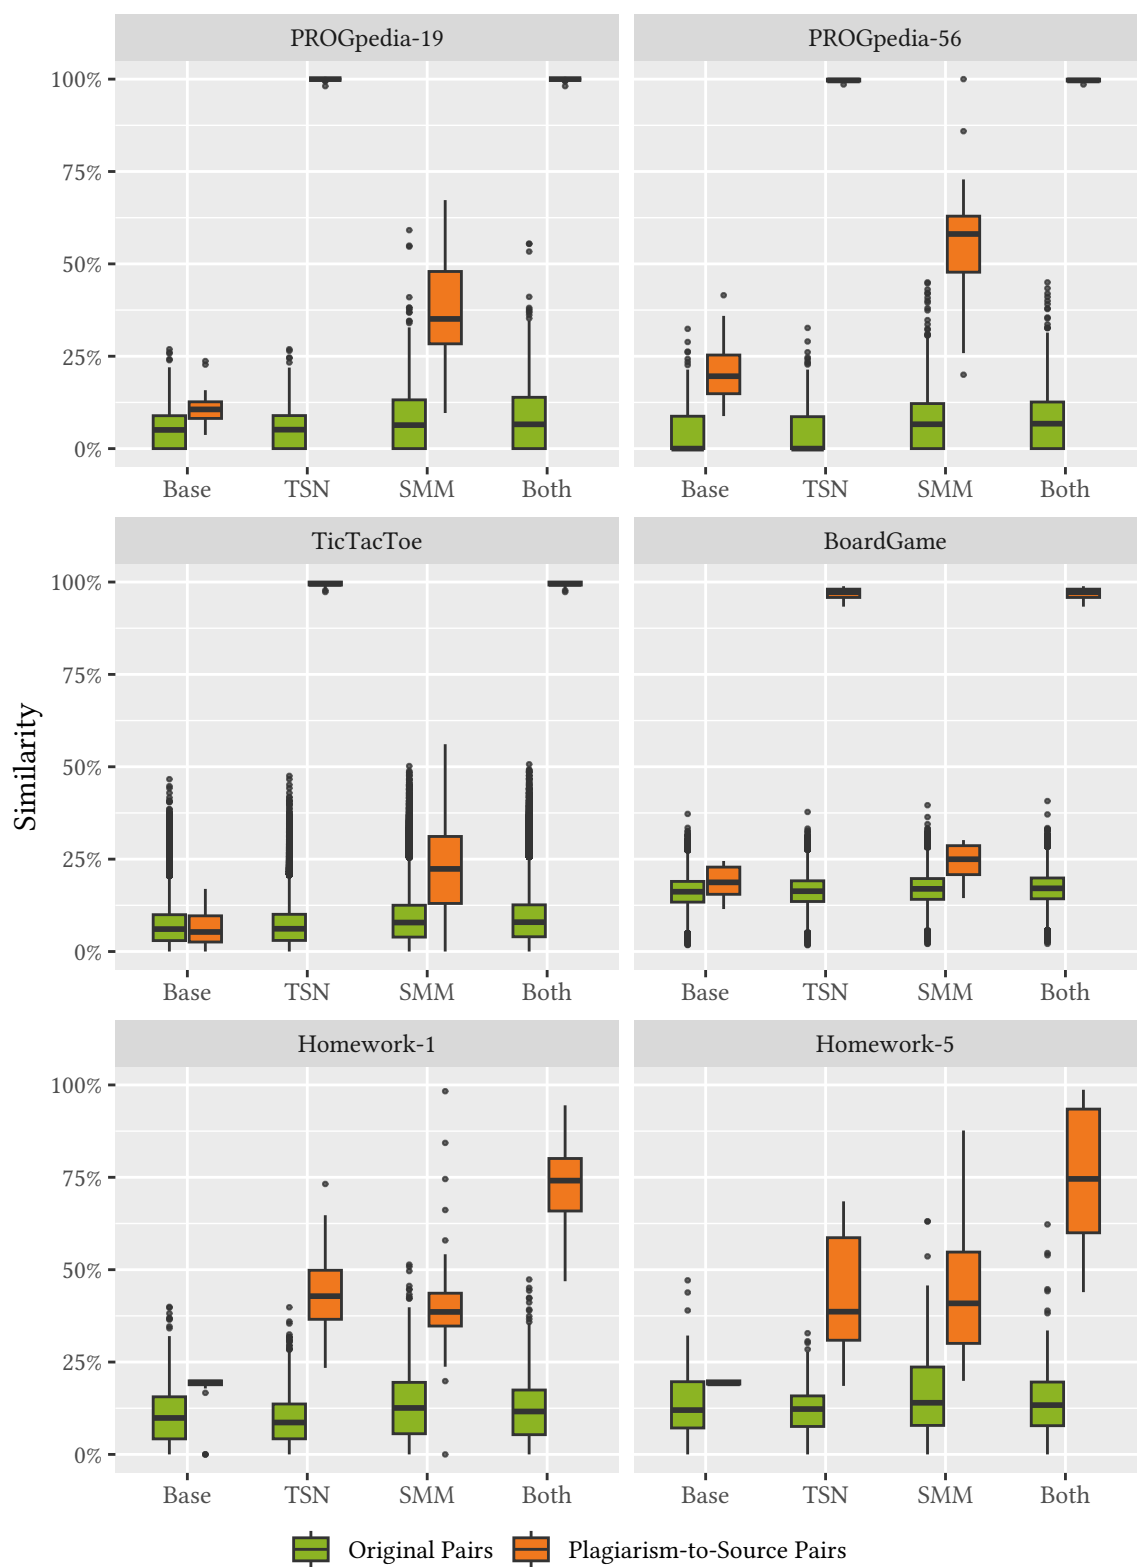 PROGpedia-19 PROGpedia-56
100%
75%
50%
25%
0%
Base TSN SMM Both Base TSN SMM Both
TicTacToe BoardGame
100%
75%
50%
25%
0%
Base TSN SMM Both Base TSN SMM Both
Similarity
Homework-1 Homework-5
100%
75%
50%
25%
0%
Base TSN SMM Both Base TSN SMM Both
Original Pairs Plagiarism-to-Source Pairs